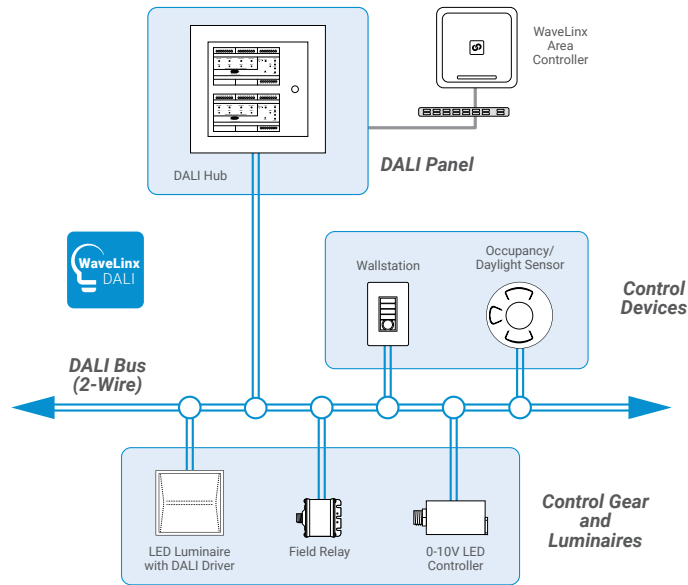 WaveLinx
Area
Controller
DALI Hub
DALI Panel
WaveLinx
DALI
Wallstation
Occupancy/
Daylight Sensor
Control
Devices
DALI Bus
(2-Wire)
LED Luminaire
with DALI Driver
Field Relay
0-10V LED
Controller
Control Gear
and
Luminaires